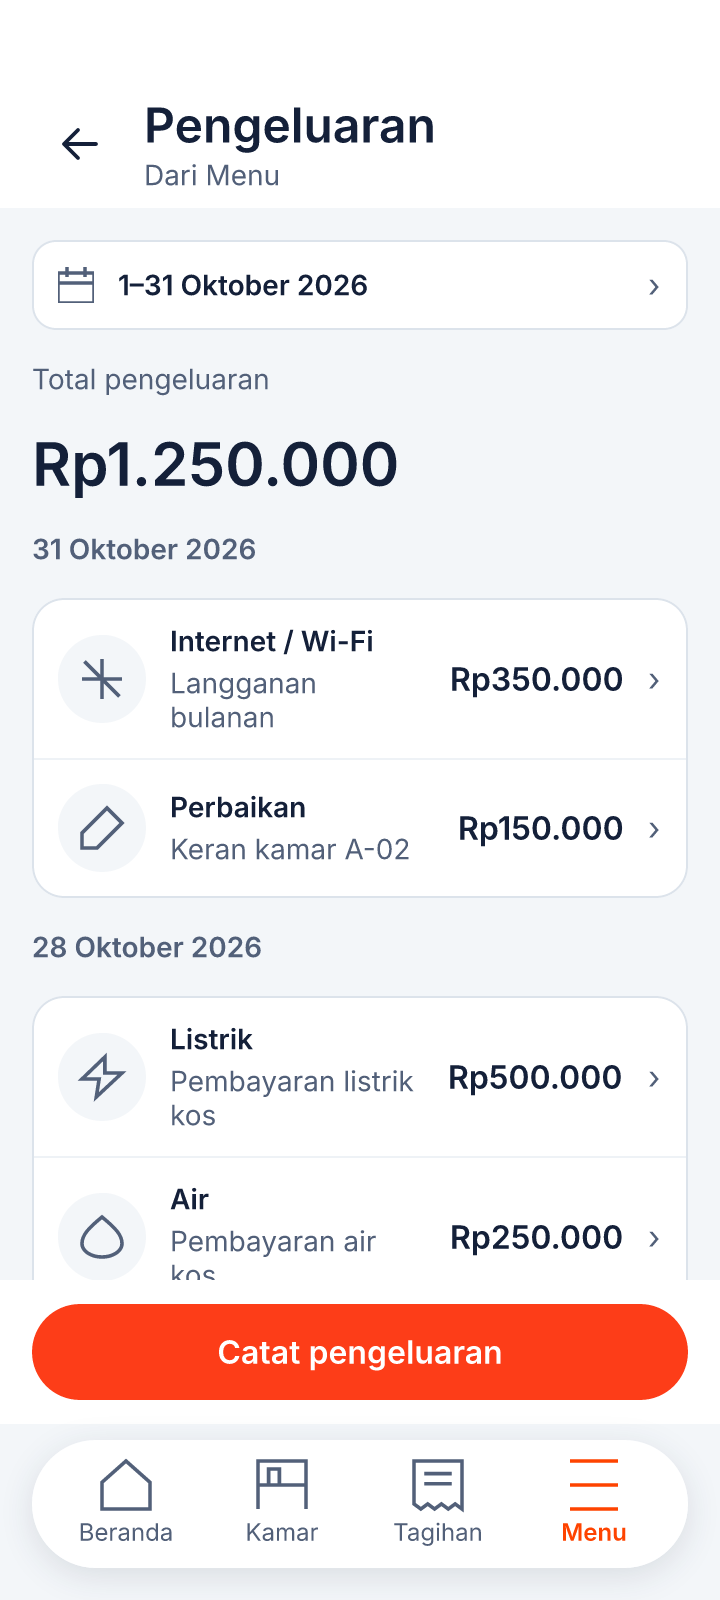 Pengeluaran
Dari Menu
1–31 Oktober 2026
Total pengeluaran
Rp1.250.000
31 Oktober 2026
Internet / Wi-Fi
Langganan
bulanan
Rp350.000
Perbaikan
Keran kamar A-02
Rp150.000
28 Oktober 2026
Listrik
Pembayaran listrik
kos
Rp500.000
Air
Pembayaran air
kos
Rp250.000
Catat pengeluaran
Beranda
Kamar
Tagihan
Menu